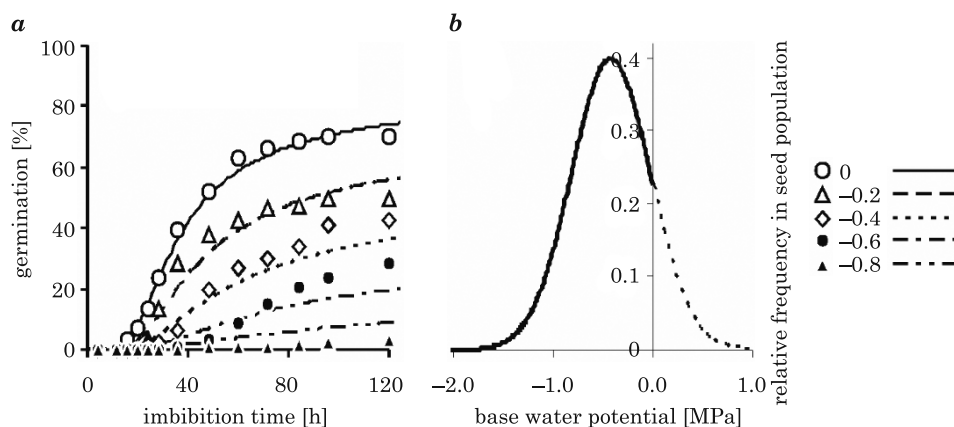 a
100
80
60
40
20
0
germination [%]
0 40 80 120
imbibition time [h]
b
0.4
0.3
0.2
0.1
0
−2.0 −1.0 0.0 1.0
base water potential [MPa]
relative frequency in seed population
0
−0.2
−0.4
−0.6
−0.8